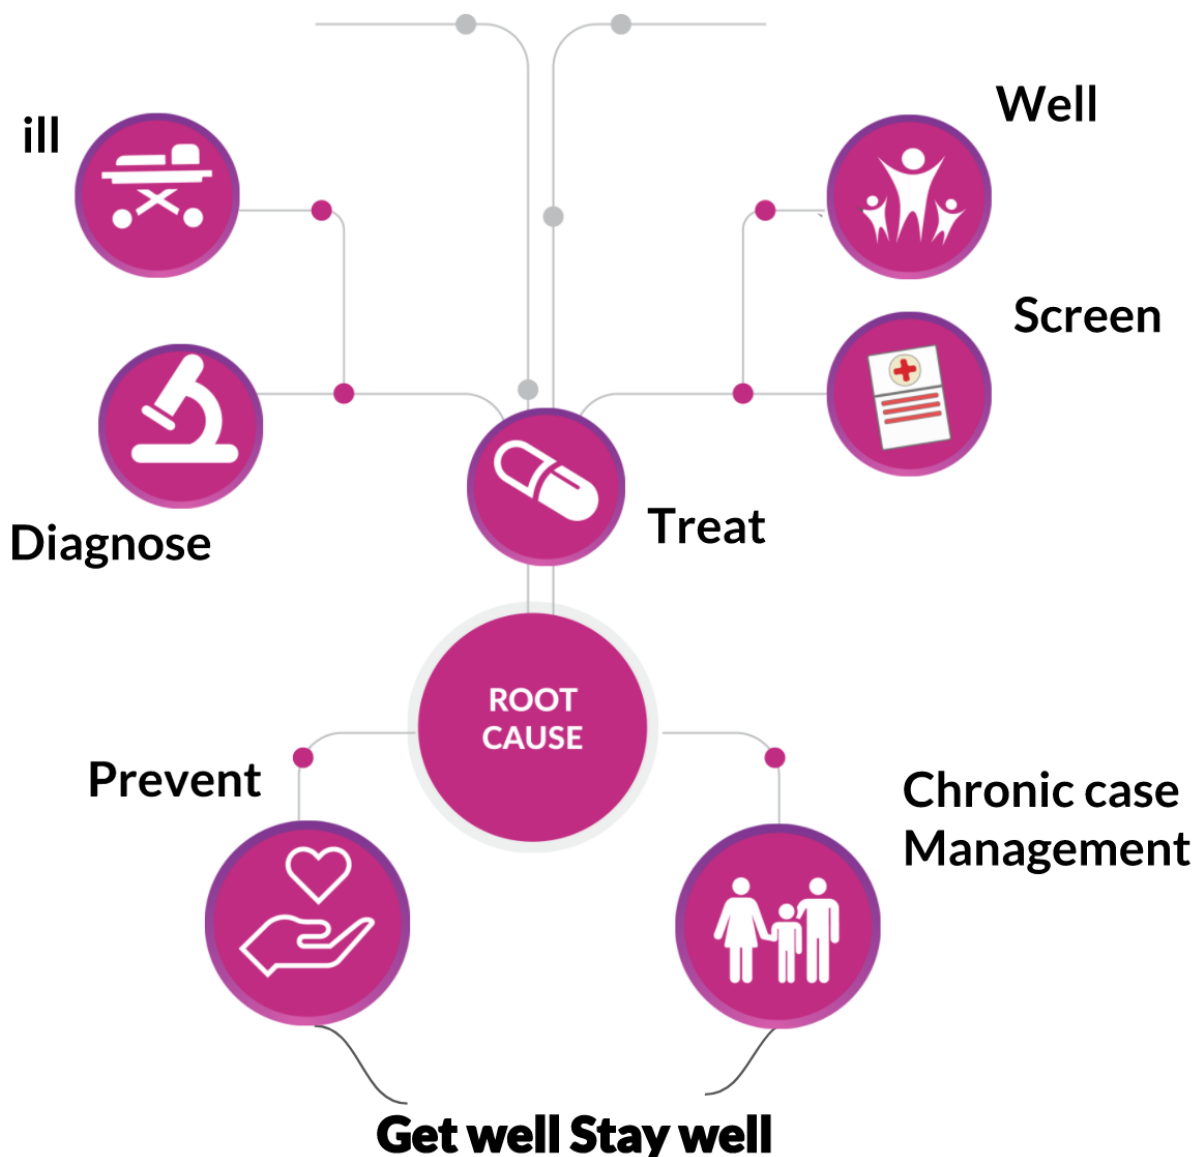 Well
ill
Screen
Diagnose
Treat
ROOT
CAUSE
Prevent
Chronic case
Management
Get well Stay well